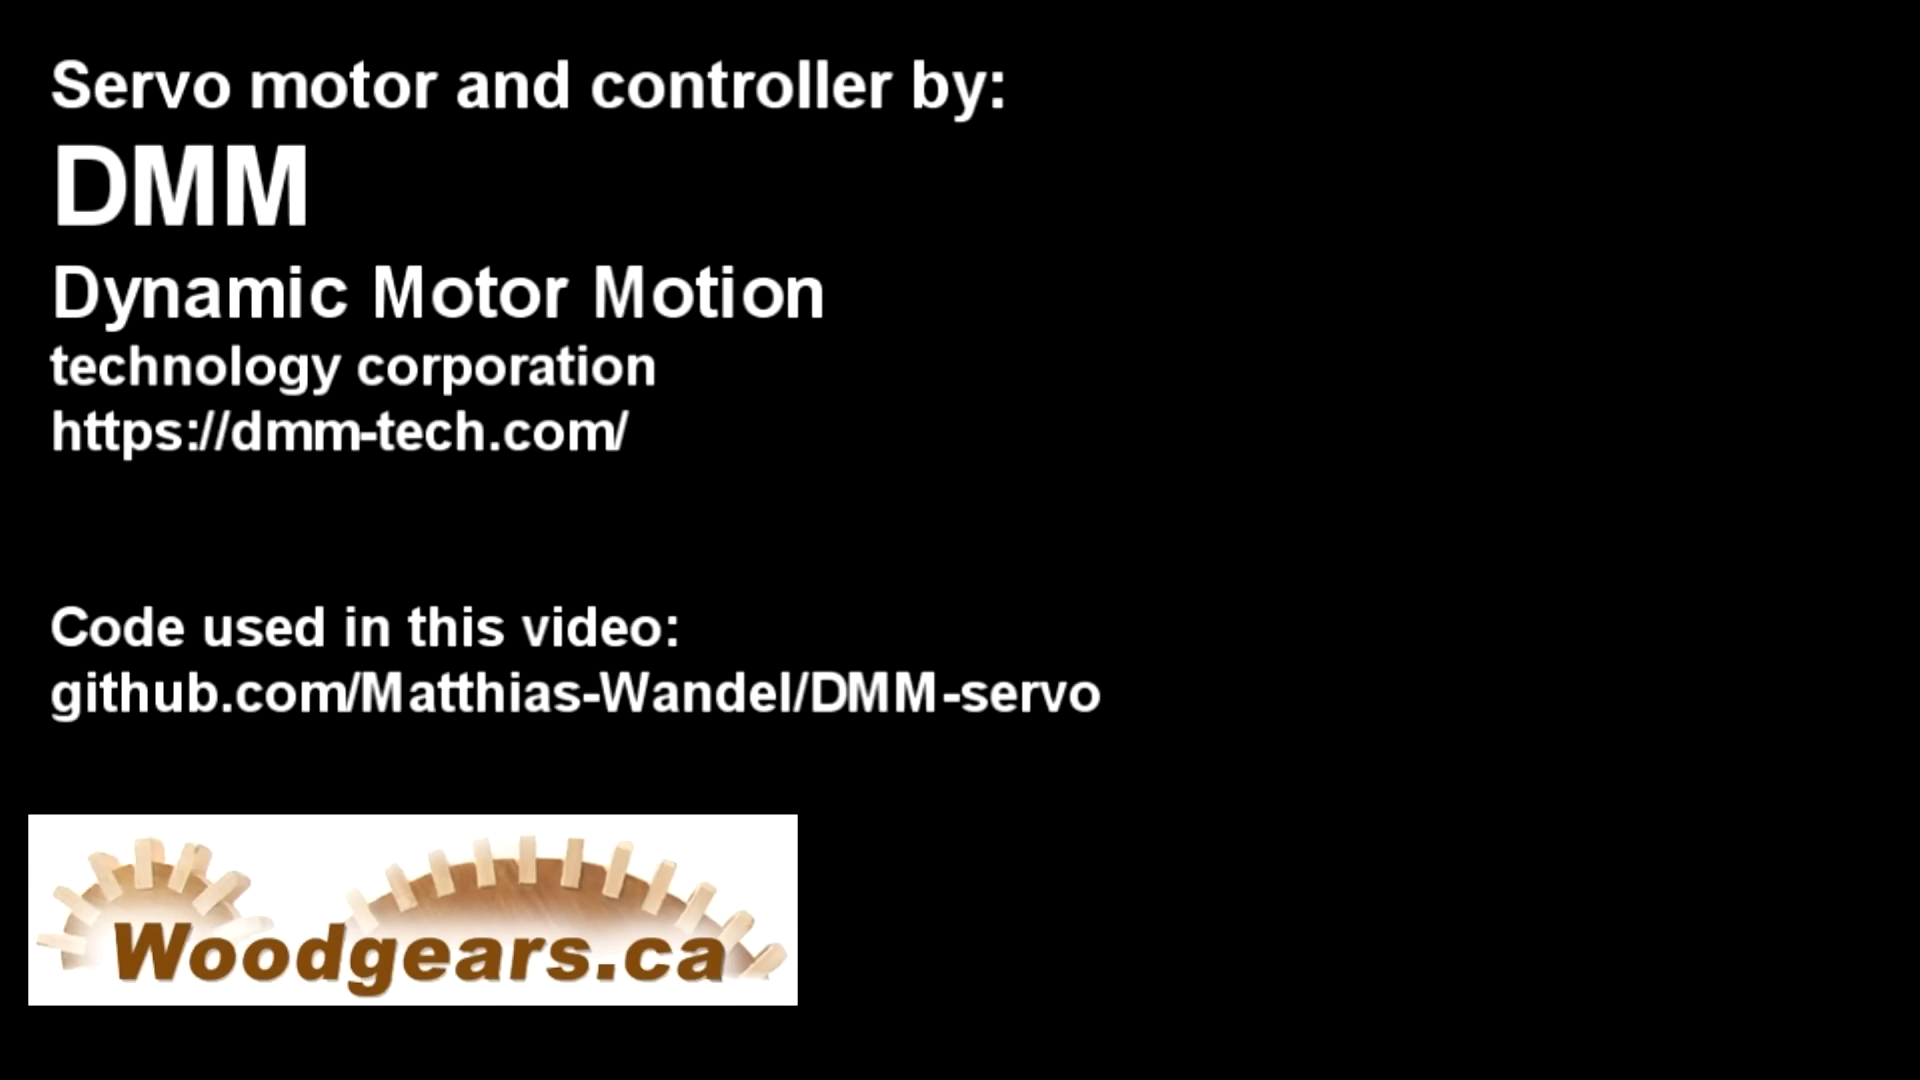 Servo motor and controller by:
DMM
Dynamic Motor Motion
technology corporation
https://dmm-tech.com/
Code used in this video:
github.com/Matthias-Wandel/DMM-servo
Woodgears.ca